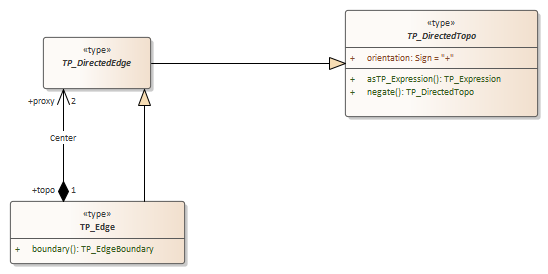 «type»
TP_DirectedTopo
+ orientation: Sign = "+"
+ asTP_Expression(): TP_Expression
+ negate(): TP_DirectedTopo
«type»
TP_DirectedEdge
+proxy 2
Center
+topo 1
«type»
TP_Edge
+ boundary(): TP_EdgeBoundary